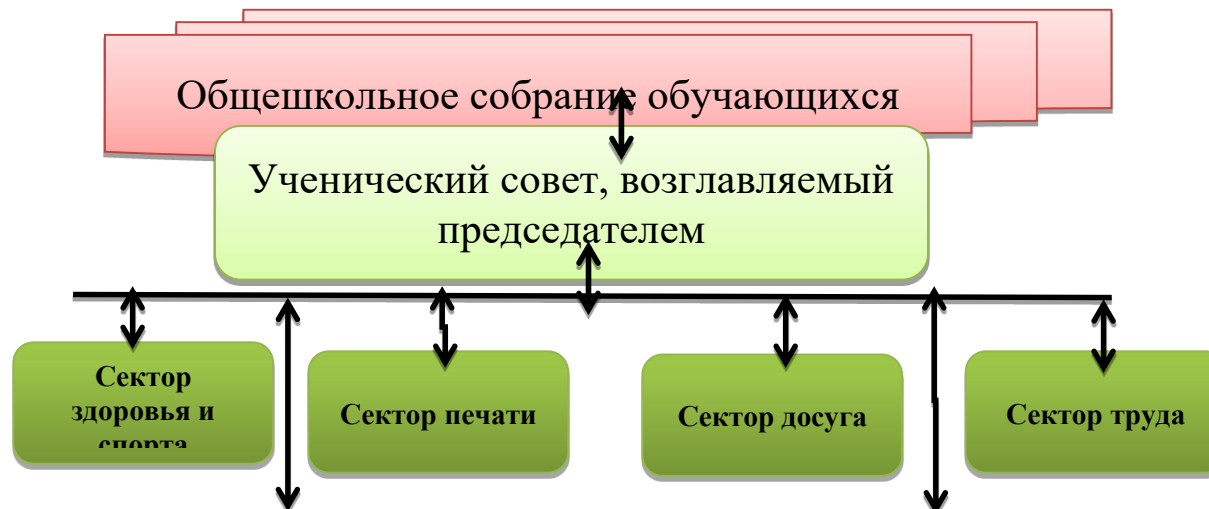 Общешкольное собрание обучающихся
Ученический совет, возглавляемый
председателем
Сектор
здоровья и
спорта
Сектор печати
Сектор досуга
Сектор труда